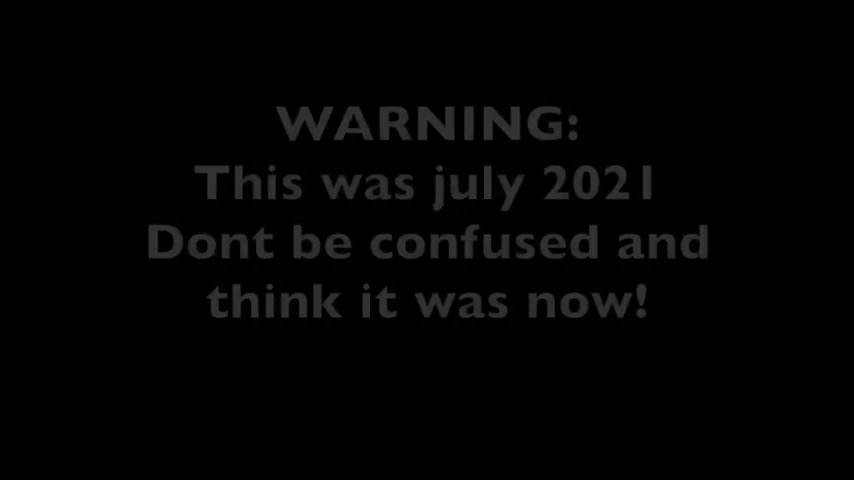 WARNING:
This was july 2021
Dont be confused and
think it was now!